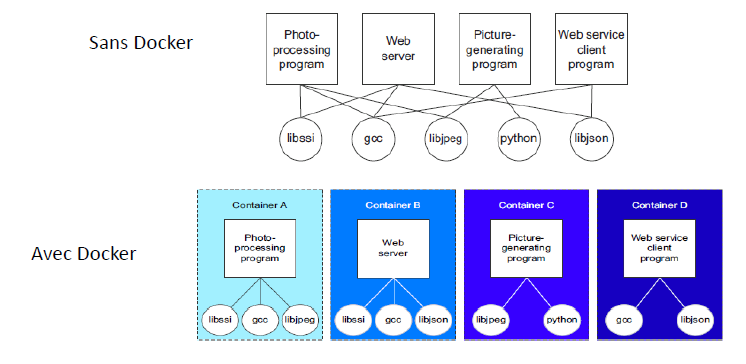 Sans Docker
Photo-
processing
program
Web
server
Picture-
generating
program
Web service
client
program
libssi
gcc
libjpeg
python
libjson
Avec Docker
Container A
Photo-
processing
program
libssi
gcc
libjpeg
Container B
Web
server
libssi
gcc
libjson
Container C
Picture-
generating
program
libjpeg
python
Container D
Web service
client
program
gcc
libjson